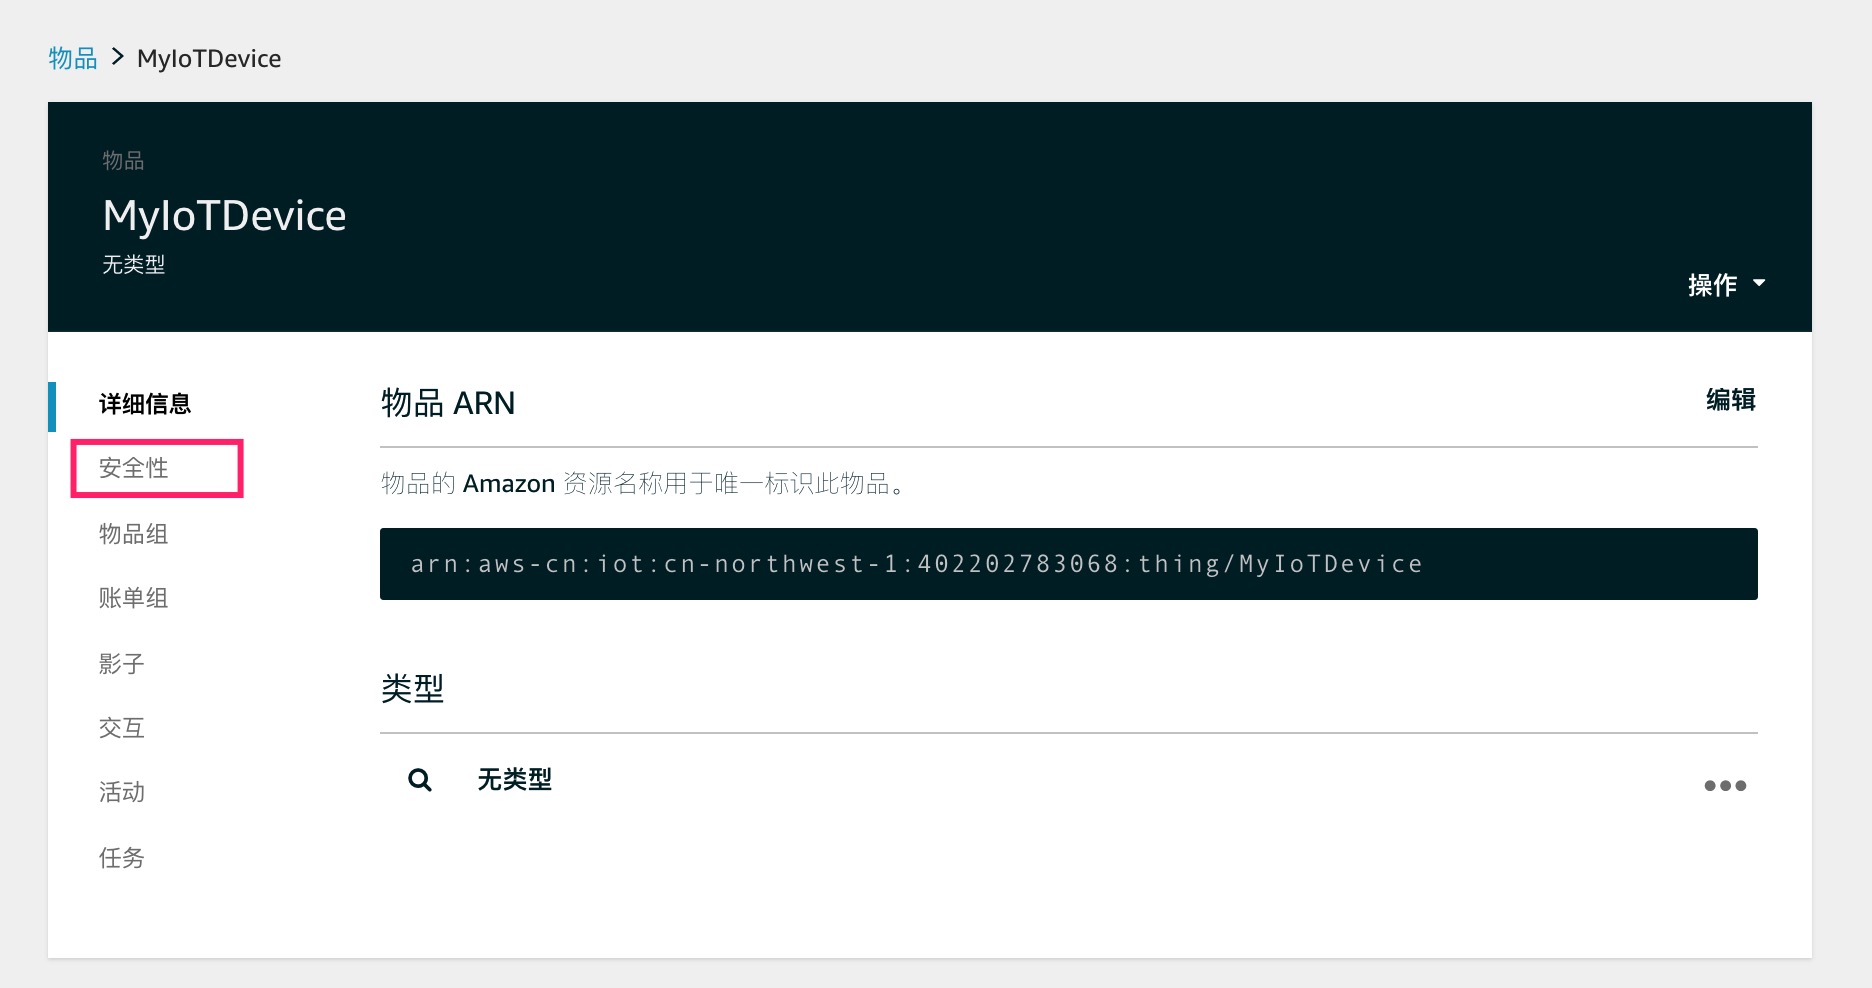 物品 > MyIoTDevice
物品
MyIoTDevice
无类型
操作
详细信息
安全性
物品组
账单组
影子
交互
活动
任务
物品 ARN
编辑
物品的 Amazon 资源名称用于唯一标识此物品。
arn:aws-cn:iot:cn-northwest-1:402202783068:thing/MyIoTDevice
类型
无类型